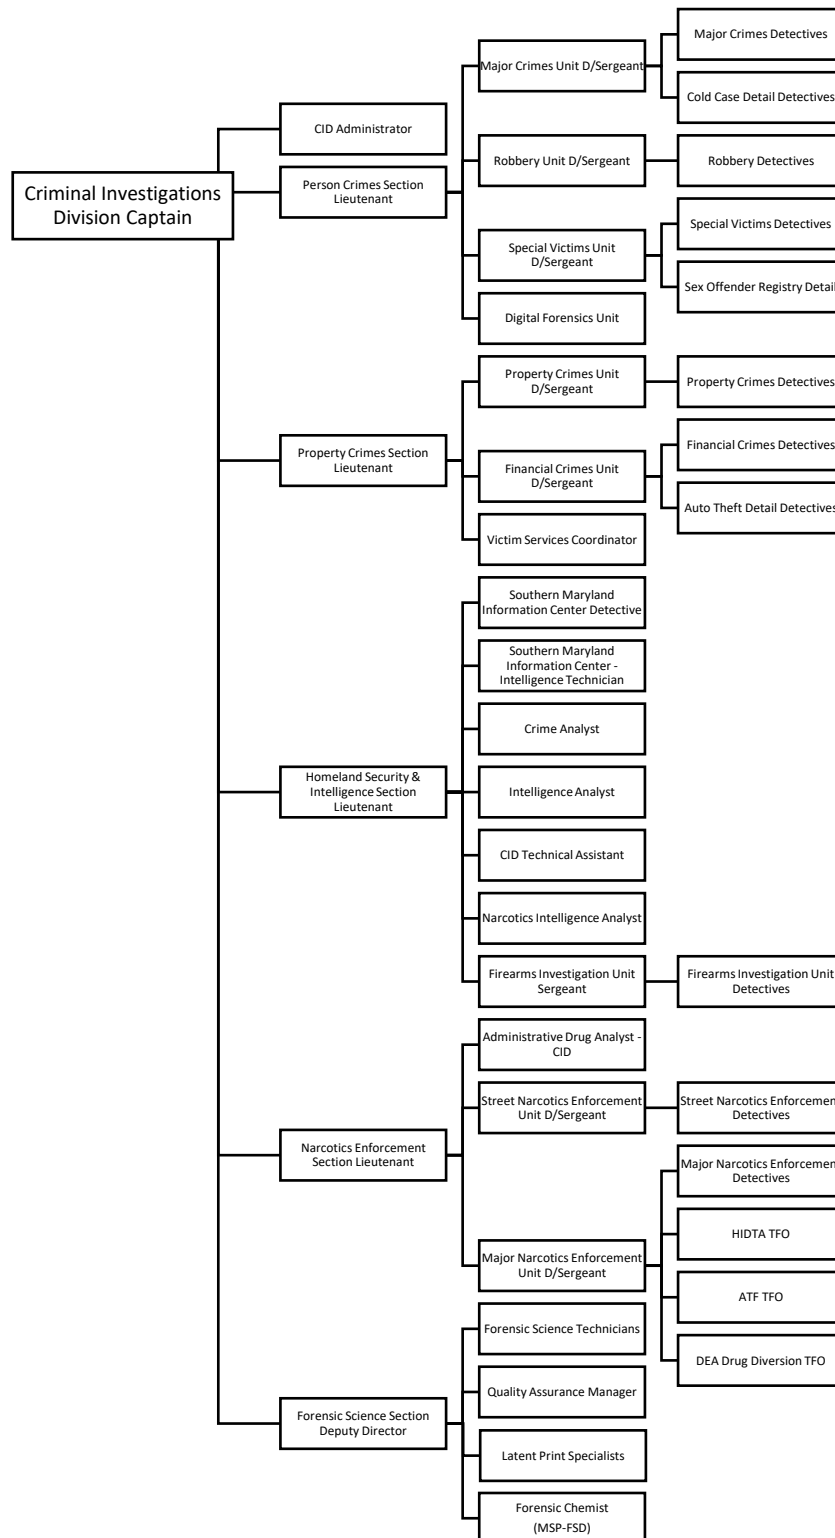 Criminal Investigations
Division Captain
CID Administrator
Person Crimes Section
Lieutenant
Major Crimes Unit D/Sergeant
Major Crimes Detectives
Cold Case Detail Detectives
Robbery Unit D/Sergeant
Robbery Detectives
Special Victims Unit
D/Sergeant
Special Victims Detectives
Sex Offender Registry Detail
Digital Forensics Unit
Property Crimes Section
Lieutenant
Property Crimes Unit
D/Sergeant
Property Crimes Detectives
Financial Crimes Unit
D/Sergeant
Financial Crimes Detectives
Auto Theft Detail Detectives
Victim Services Coordinator
Homeland Security &
Intelligence Section
Lieutenant
Southern Maryland
Information Center Detective
Southern Maryland
Information Center -
Intelligence Technician
Crime Analyst
Intelligence Analyst
CID Technical Assistant
Narcotics Intelligence Analyst
Firearms Investigation Unit
Sergeant
Firearms Investigation Unit
Detectives
Narcotics Enforcement
Section Lieutenant
Administrative Drug Analyst -
CID
Street Narcotics Enforcement
Unit D/Sergeant
Street Narcotics Enforcement
Detectives
Major Narcotics Enforcement
Unit D/Sergeant
Major Narcotics Enforcement
Detectives
HIDTA TFO
ATF TFO
DEA Drug Diversion TFO
Forensic Science Section
Deputy Director
Forensic Science Technicians
Quality Assurance Manager
Latent Print Specialists
Forensic Chemist
(MSP-FSD)